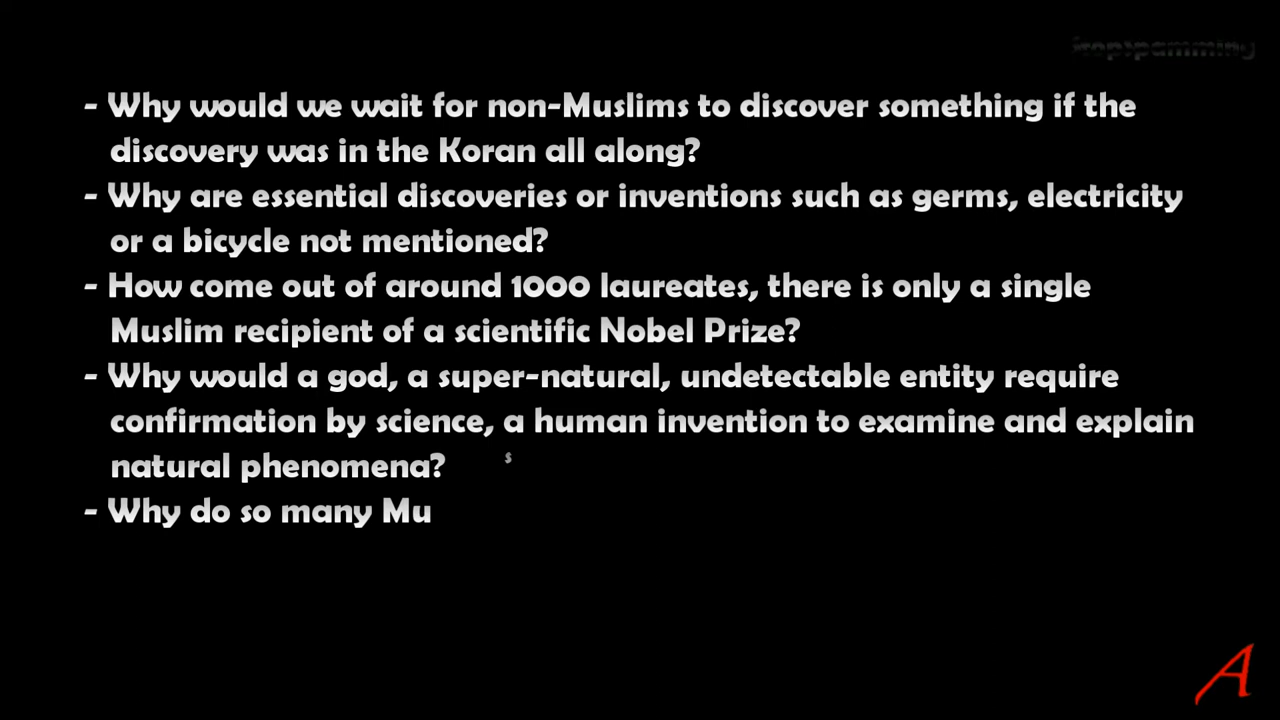 - Why would we wait for non-Muslims to discover something if the
discovery was in the Koran all along?
- Why are essential discoveries or inventions such as germs, electricity
or a bicycle not mentioned?
- How come out of around 1000 laureates, there is only a single
Muslim recipient of a scientific Nobel Prize?
- Why would a god, a super-natural, undetectable entity require
confirmation by science, a human invention to examine and explain
natural phenomena?
s
- Why do so many Mu
A